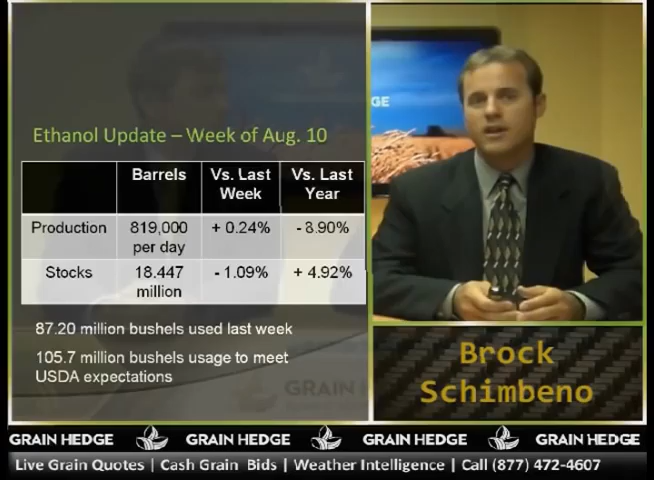 GE
Ethanol Update – Week of Aug. 10
Barrels Vs. Last Week Vs. Last Year
Production 819,000 per day + 0.24% - 8.90%
Stocks 18.447 million - 1.09% + 4.92%
87.20 million bushels used last week
105.7 million bushels usage to meet
USDA expectations
GRAIN HEDGE
Brock
Schimbeno
GRAIN HEDGE GRAIN HEDGE GRAIN HEDGE GRAIN HEDGE
Live Grain Quotes | Cash Grain Bids | Weather Intelligence | Call (877) 472-4607